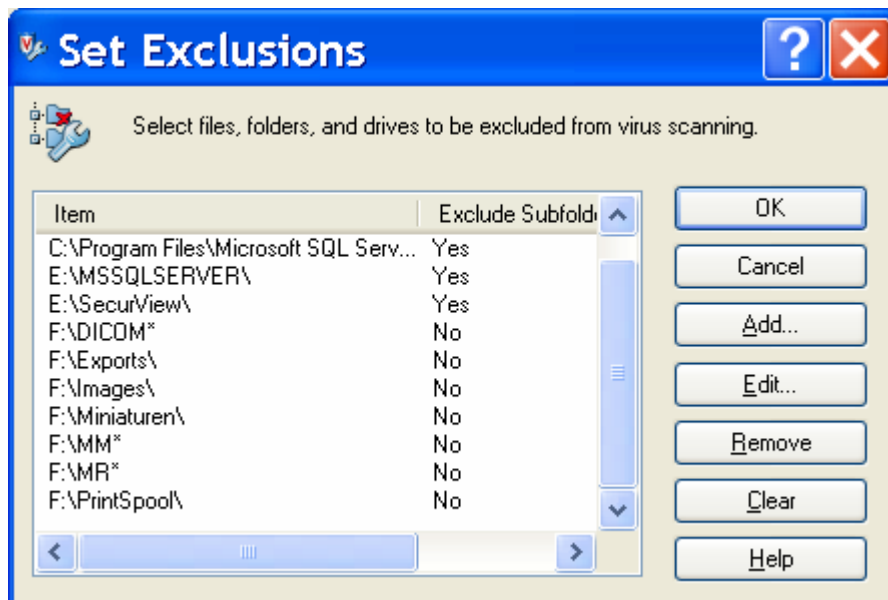 Set Exclusions
Select files, folders, and drives to be excluded from virus scanning.
Item Exclude Subfold
C:\Program Files\Microsoft SQL Serv... Yes
E:\MSSQLSERVER\ Yes
E:\SecurView\ Yes
F:\DICOM* No
F:\Exports\ No
F:\Images\ No
F:\Miniaturen\ No
F:\MM* No
F:\MR* No
F:\PrintSpool\ No
OK
Cancel
Add...
Edit...
Remove
Clear
Help